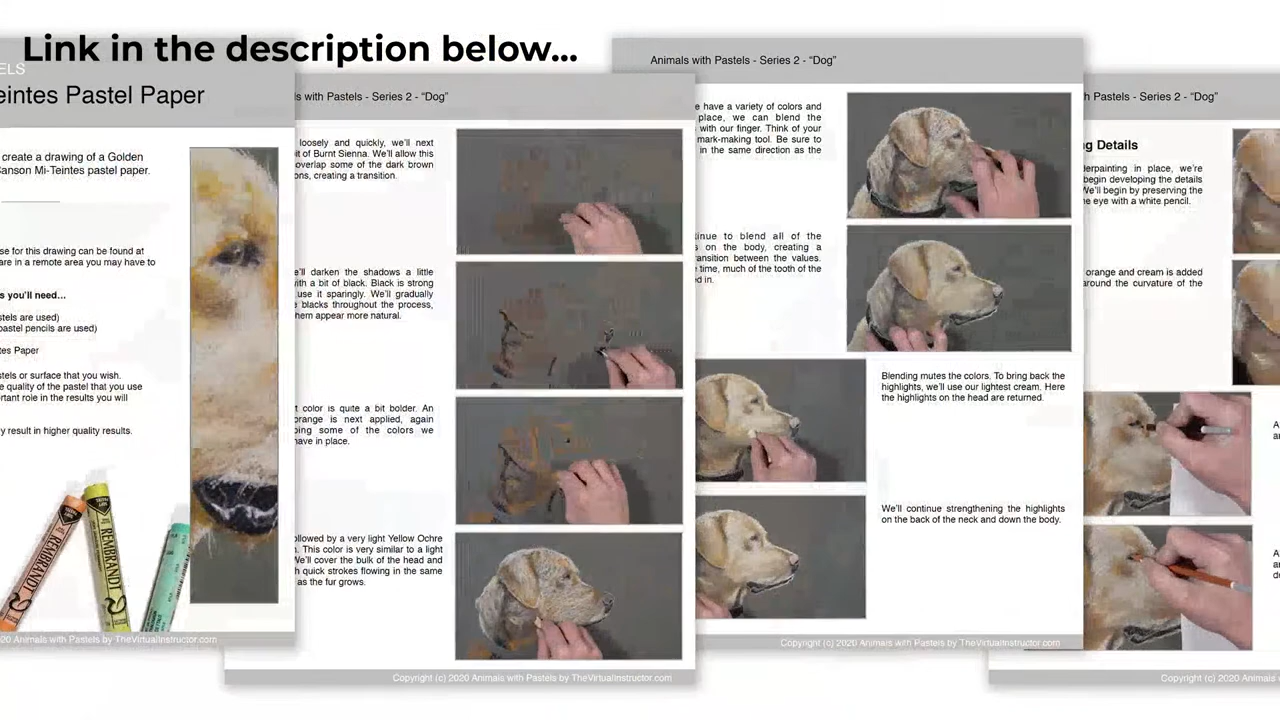 Link in the description below...
ELS
eintes Pastel Paper
create a drawing of a Golden
Canson Mi-Teintes pastel paper.
se for this drawing can be found at
are in a remote area you may have to
s you'll need…
stels are used)
pastel pencils are used)
tes Paper
stels or surface that you wish.
e quality of the pastel that you use
ortant role in the results you will
y result in higher quality results.
REMBRANDT
REMBRANDT
20 Animals with Pastels by TheVirtualInstructor.com
ls with Pastels - Series 2 - “Dog”
loosely and quickly, we’ll next
it of Burnt Sienna. We’ll allow this
overlap some of the dark brown
ons, creating a transition.
e’ll darken the shadows a little
with a bit of black. Black is strong
use it sparingly. We’ll gradually
e blacks throughout the process,
hem appear more natural.
t color is quite a bit bolder. An
orange is next applied, again
ping some of the colors we
have in place.
ollowed by a very light Yellow Ochre
n. This color is very similar to a light
We’ll cover the bulk of the head and
h quick strokes flowing in the same
as the fur grows.
Copyright (c) 2020 Animals with Pastels by TheVirtualInstructor.com
Animals with Pastels - Series 2 - “Dog”
e have a variety of colors and
place, we can blend the
with our finger. Think of your
mark-making tool. Be sure to
in the same direction as the
tinue to blend all of the
s on the body, creating a
ransition between the values.
time, much of the tooth of the
ed in.
Blending mutes the colors. To bring back the
highlights, we’ll use our lightest cream. Here
the highlights on the head are returned.
We’ll continue strengthening the highlights
on the back of the neck and down the body.
Copyright (c) 2020 Animals with Pastels by TheVirtualInstructor.com
h Pastels - Series 2 - “Dog”
ng Details
derpainting in place, we’re
begin developing the details
We’ll begin by preserving the
the eye with a white pencil.
orange and cream is added
around the curvature of the
Copyright (c) 2020 Animals w